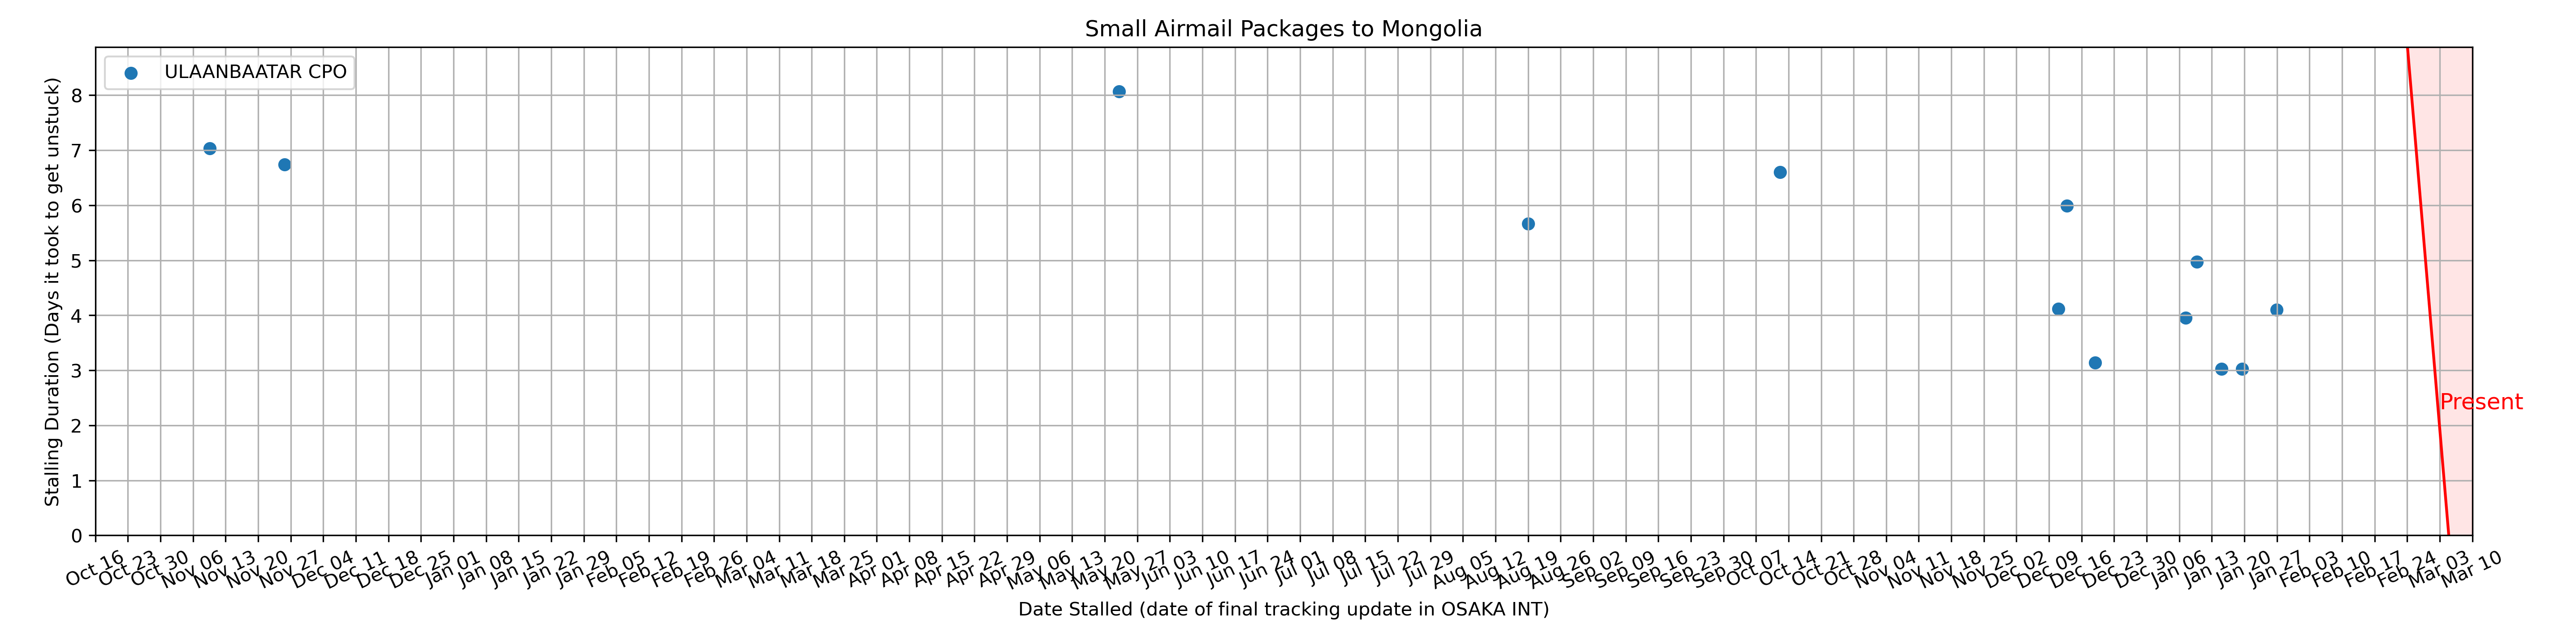 Small Airmail Packages to Mongolia
ULAANBAATAR CPO
Stalling Duration (Days it took to get unstuck)
8
7
6
5
4
3
2
1
0
Present
Oct 16 Oct 23 Oct 30 Nov 06 Nov 13 Nov 20 Nov 27 Dec 04 Dec 11 Dec 18 Dec 25 Jan 01 Jan 08 Jan 15 Jan 22 Jan 29 Feb 05 Feb 12 Feb 19 Feb 26 Mar 04 Mar 11 Mar 18 Mar 25 Apr 01 Apr 08 Apr 15 Apr 22 Apr 29 May 06 May 13 May 20 May 27 Jun 03 Jun 10 Jun 17 Jun 24 Jul 01 Jul 08 Jul 15 Jul 22 Jul 29 Aug 05 Aug 12 Aug 19 Aug 26 Sep 02 Sep 09 Sep 16 Sep 23 Sep 30 Oct 07 Oct 14 Oct 21 Oct 28 Nov 04 Nov 11 Nov 18 Nov 25 Dec 02 Dec 09 Dec 16 Dec 23 Dec 30 Jan 06 Jan 13 Jan 20 Jan 27 Feb 03 Feb 10 Feb 17 Feb 24 Mar 03 Mar 10
Date Stalled (date of final tracking update in OSAKA INT)